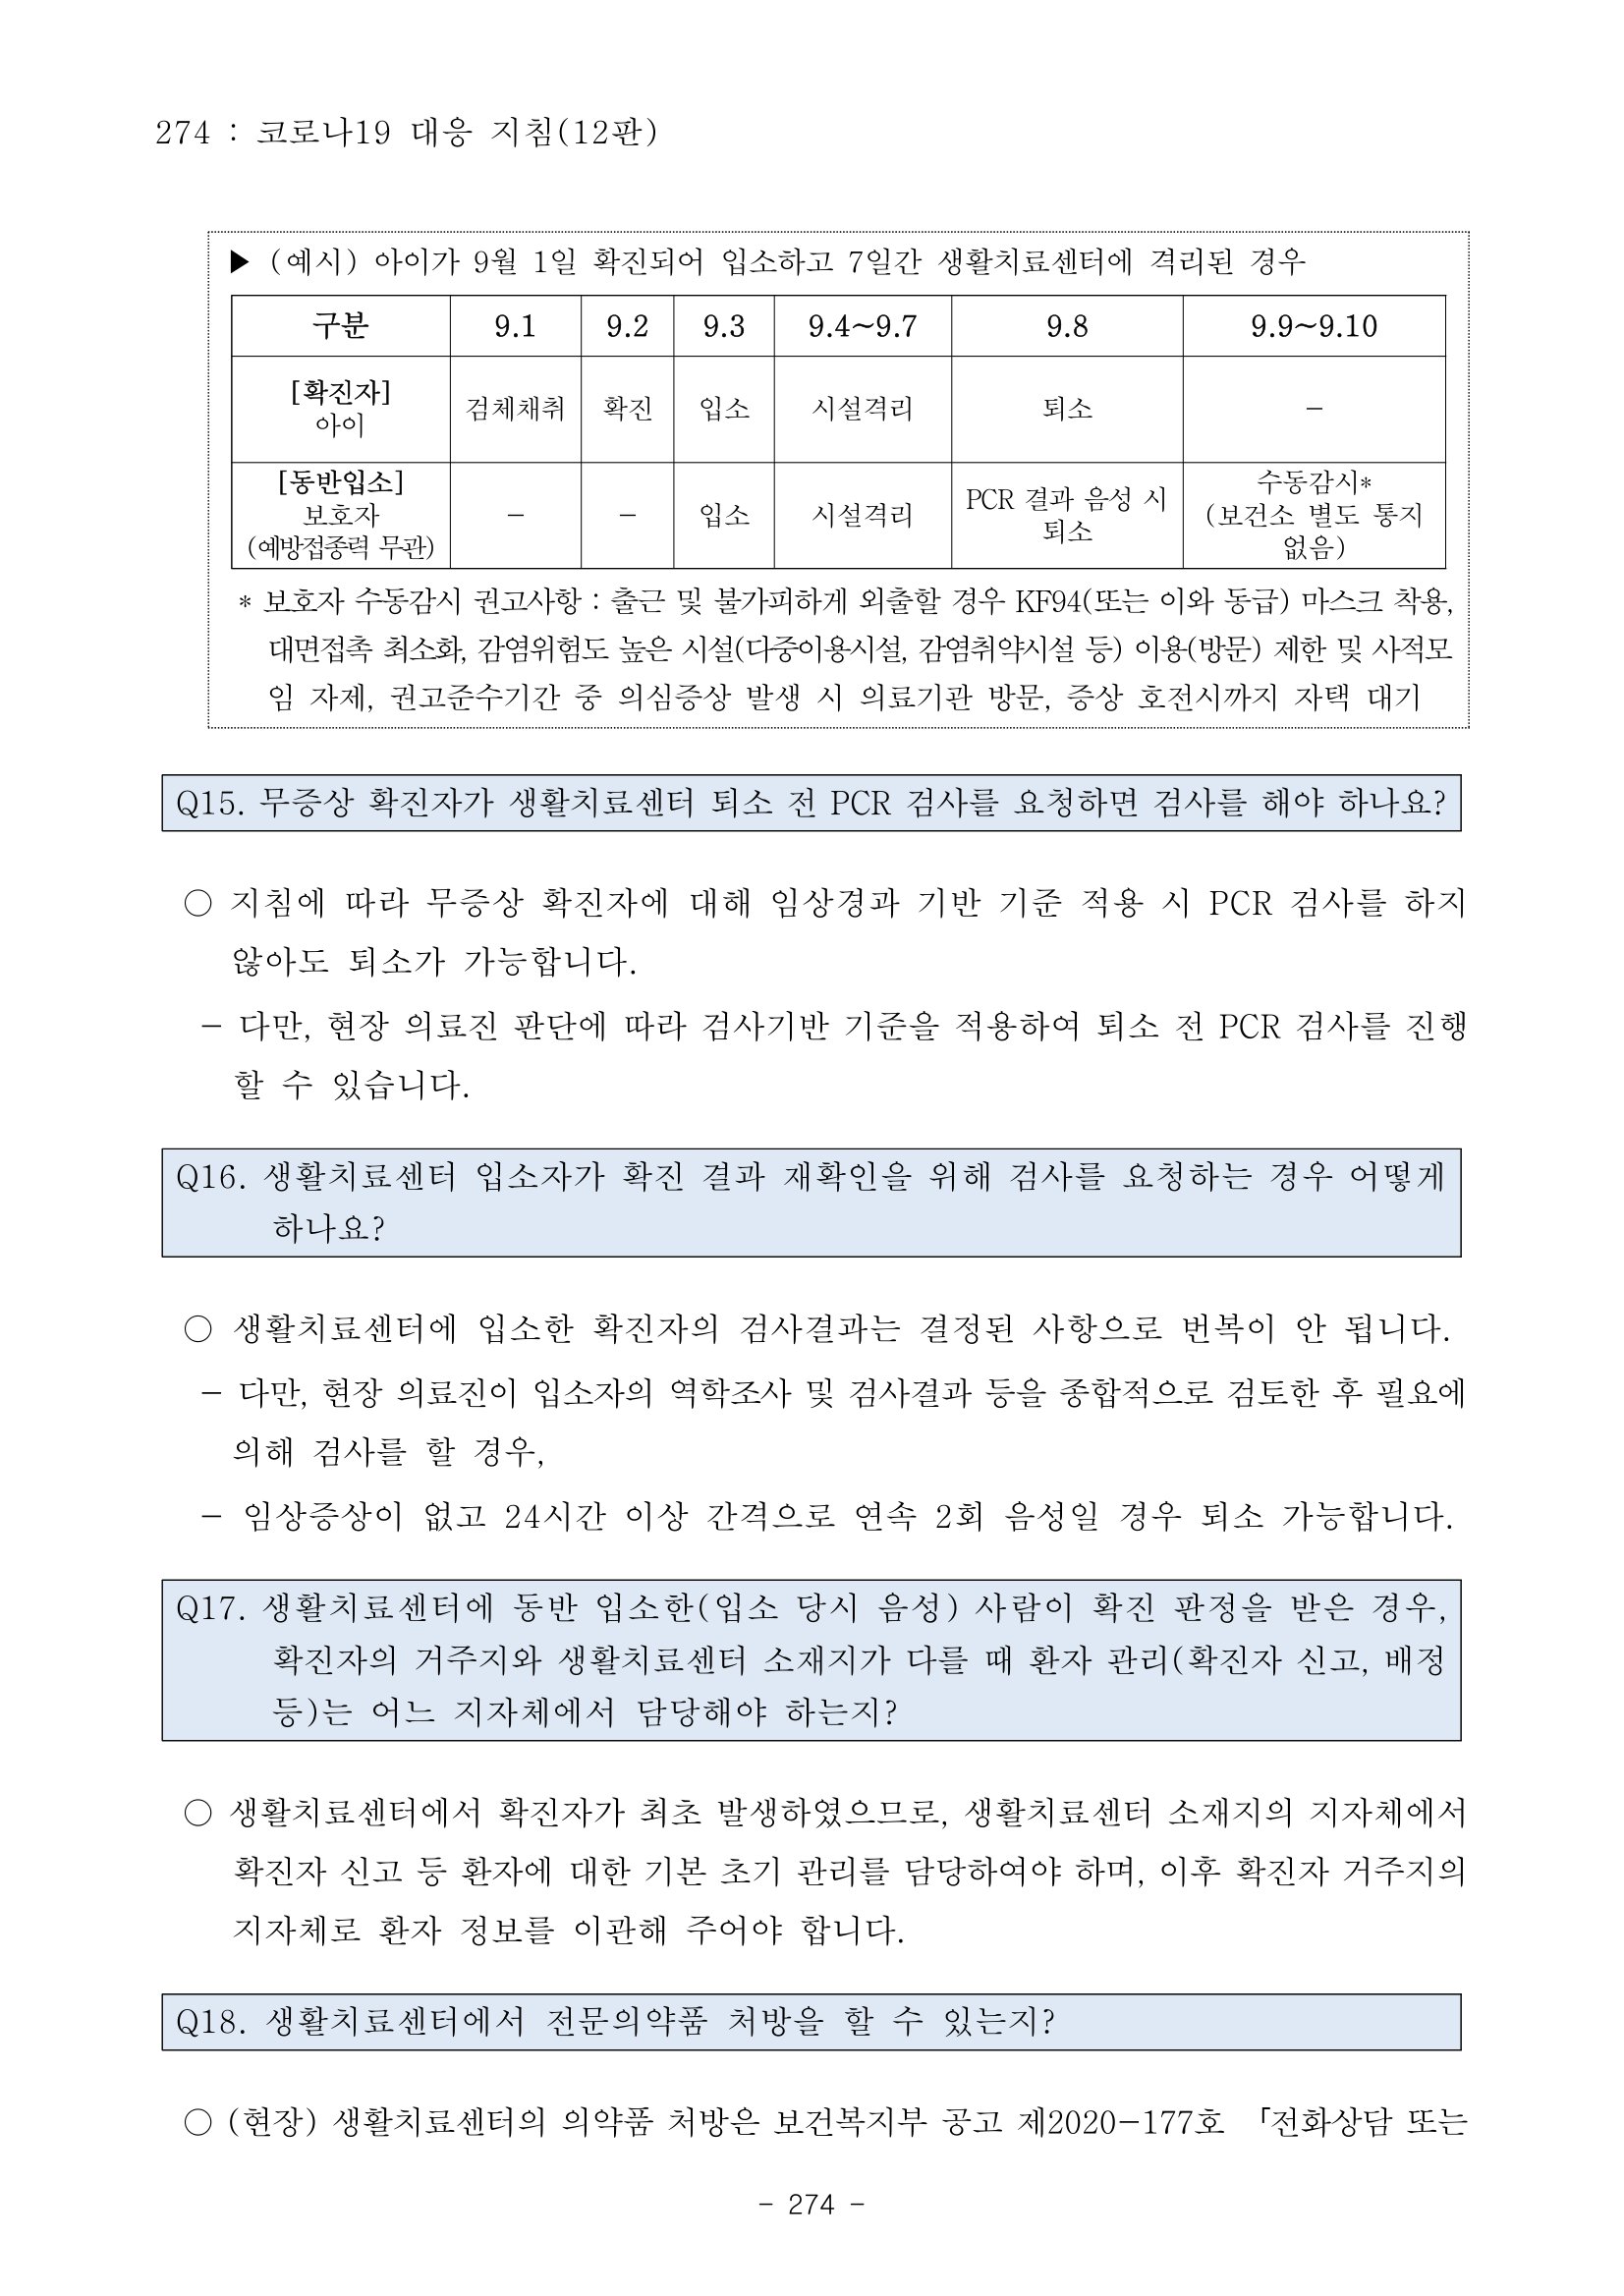 274 : 코로나19 대응 지침(12판)
▶ (예시) 아이가 9월 1일 확진되어 입소하고 7일간 생활치료센터에 격리된 경우
구분 9.1 9.2 9.3 9.4~9.7 9.8 9.9~9.10
[확진자]
아이
검체채취 확진 입소 시설격리 퇴소 −
[동반입소]
보호자
(예방접종력 무관)
− − 입소 시설격리
PCR 결과 음성 시
퇴소
수동감시*
(보건소 별도 통지
없음)
* 보호자 수동감시 권고사항 : 출근 및 불가피하게 외출할 경우 KF94(또는 이와 동급) 마스크 착용,
대면접촉 최소화, 감염위험도 높은 시설(다중이용시설, 감염취약시설 등) 이용(방문) 제한 및 사적모
임 자제, 권고준수기간 중 의심증상 발생 시 의료기관 방문, 증상 호전시까지 자택 대기
Q15. 무증상 확진자가 생활치료센터 퇴소 전 PCR 검사를 요청하면 검사를 해야 하나요?
○ 지침에 따라 무증상 확진자에 대해 임상경과 기반 기준 적용 시 PCR 검사를 하지
않아도 퇴소가 가능합니다.
− 다만, 현장 의료진 판단에 따라 검사기반 기준을 적용하여 퇴소 전 PCR 검사를 진행
할 수 있습니다.
Q16. 생활치료센터 입소자가 확진 결과 재확인을 위해 검사를 요청하는 경우 어떻게
하나요?
○ 생활치료센터에 입소한 확진자의 검사결과는 결정된 사항으로 번복이 안 됩니다.
− 다만, 현장 의료진이 입소자의 역학조사 및 검사결과 등을 종합적으로 검토한 후 필요에
의해 검사를 할 경우,
− 임상증상이 없고 24시간 이상 간격으로 연속 2회 음성일 경우 퇴소 가능합니다.
Q17. 생활치료센터에 동반 입소한(입소 당시 음성) 사람이 확진 판정을 받은 경우,
확진자의 거주지와 생활치료센터 소재지가 다를 때 환자 관리(확진자 신고, 배정
등)는 어느 지자체에서 담당해야 하는지?
○ 생활치료센터에서 확진자가 최초 발생하였으므로, 생활치료센터 소재지의 지자체에서
확진자 신고 등 환자에 대한 기본 초기 관리를 담당하여야 하며, 이후 확진자 거주지의
지자체로 환자 정보를 이관해 주어야 합니다.
Q18. 생활치료센터에서 전문의약품 처방을 할 수 있는지?
○ (현장) 생활치료센터의 의약품 처방은 보건복지부 공고 제2020−177호 「전화상담 또는
- 274 -